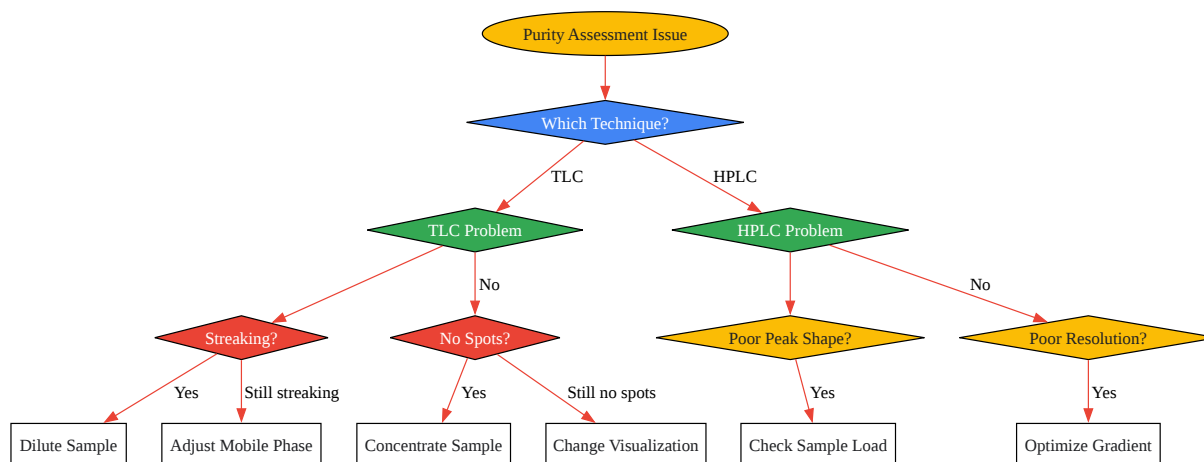 Purity Assessment Issue
Which Technique?
TLC
HPLC
TLC Problem
HPLC Problem
No
No
Streaking?
No Spots?
Poor Peak Shape?
Poor Resolution?
Yes
Still streaking
Yes
Still no spots
Yes
Yes
Dilute Sample
Adjust Mobile Phase
Concentrate Sample
Change Visualization
Check Sample Load
Optimize Gradient